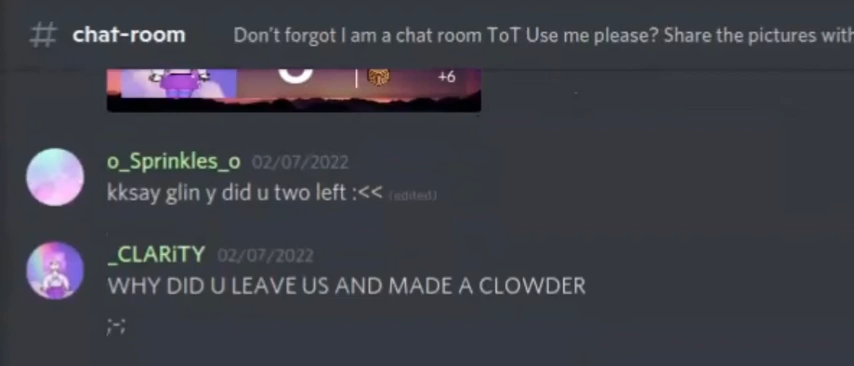 # chat-room Don't forgot I am a chat room ToT Use me please? Share the pictures with
+6
o_Sprinkles_o 02/07/2022
kksay glin y did u two left :<< (edited)
_CLARiTY 02/07/2022
WHY DID U LEAVE US AND MADE A CLOWDER
;-;